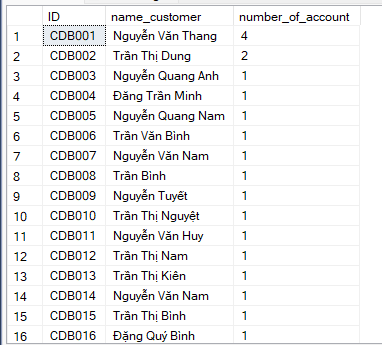 ID name_customer number_of_account
1 CDB001 Nguyễn Văn Thang 4
2 CDB002 Trần Thị Dung 2
3 CDB003 Nguyễn Quang Anh 1
4 CDB004 Đặng Trần Minh 1
5 CDB005 Nguyễn Quang Nam 1
6 CDB006 Trần Văn Bình 1
7 CDB007 Nguyễn Văn Nam 1
8 CDB008 Trần Bình 1
9 CDB009 Nguyễn Tuyết 1
10 CDB010 Trần Thị Nguyệt 1
11 CDB011 Nguyễn Văn Huy 1
12 CDB012 Trần Thị Nam 1
13 CDB013 Trần Thị Kiên 1
14 CDB014 Nguyễn Văn Nam 1
15 CDB015 Trần Thị Bình 1
16 CDB016 Đặng Quý Bình 1